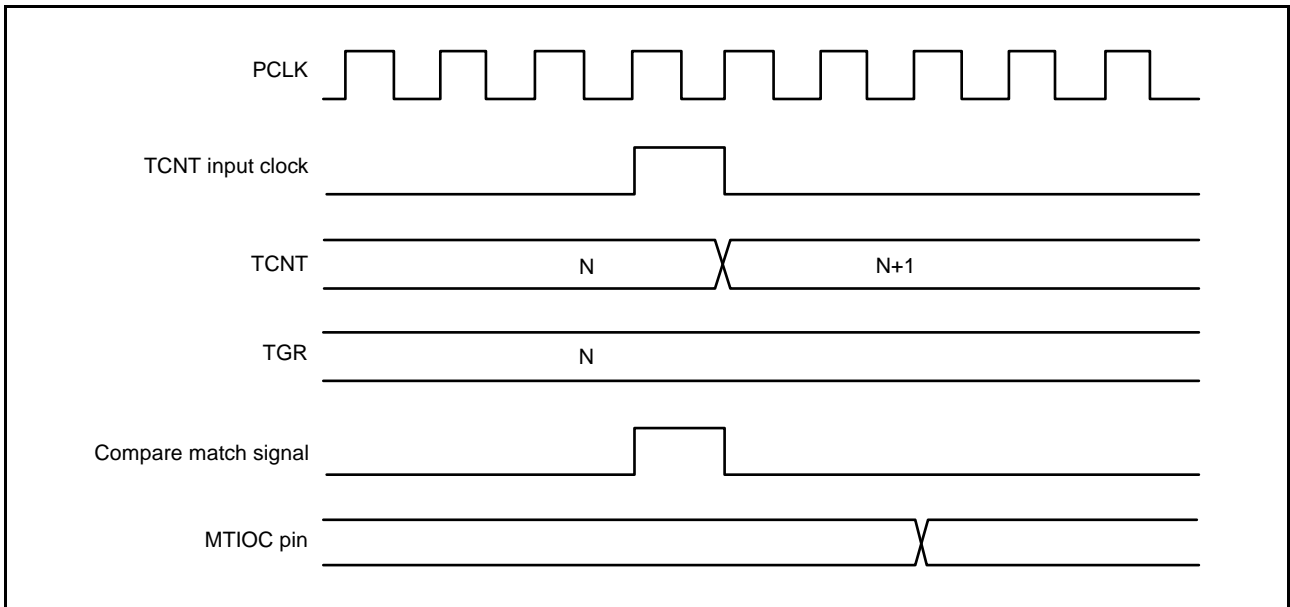 PCLK
TCNT input clock
TCNT
N
N+1
TGR
N
Compare match signal
MTIOC pin